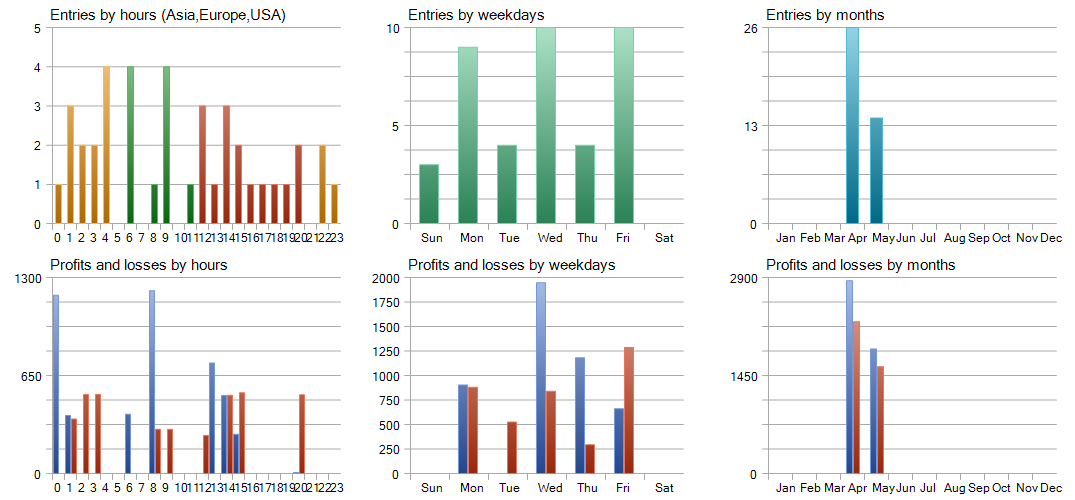 Entries by hours (Asia,Europe,USA)
5
4
3
2
1
0
0 1 2 3 4 5 6 7 8 9 10 11 12 13 14 15 16 17 18 19 20 21 22 23
Entries by weekdays
10
5
0
Sun Mon Tue Wed Thu Fri Sat
Entries by months
26
13
0
Jan Feb Mar Apr May Jun Jul Aug Sep Oct Nov Dec
Profits and losses by hours
1300
650
0
0 1 2 3 4 5 6 7 8 9 10 11 12 13 14 15 16 17 18 19 20 21 22 23
Profits and losses by weekdays
2000
1750
1500
1250
1000
750
500
250
0
Sun Mon Tue Wed Thu Fri Sat
Profits and losses by months
2900
1450
0
Jan Feb Mar Apr May Jun Jul Aug Sep Oct Nov Dec